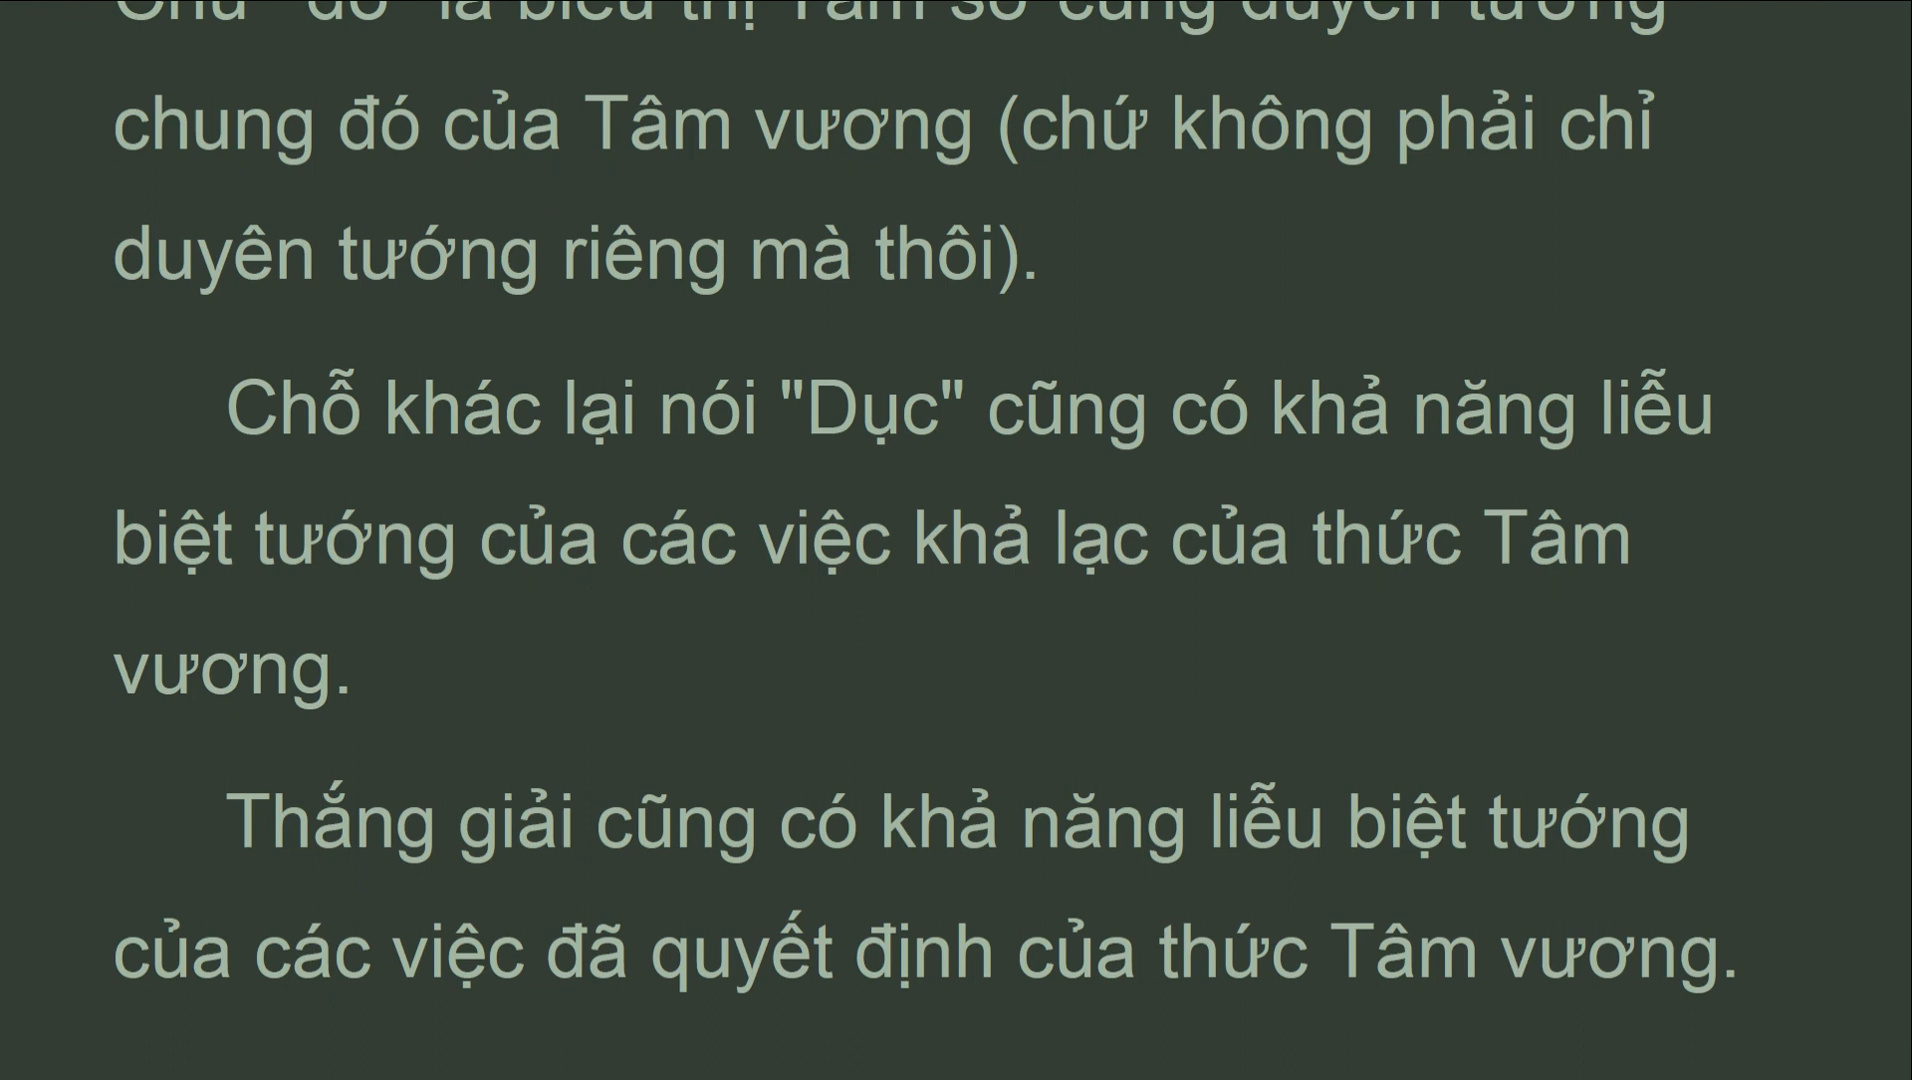 chung đó của Tâm vương (chứ không phải chỉ
duyên tướng riêng mà thôi).
Chỗ khác lại nói "Dục" cũng có khả năng liễu
biệt tướng của các việc khả lạc của thức Tâm
vương.
Thắng giải cũng có khả năng liễu biệt tướng
của các việc đã quyết định của thức Tâm vương.